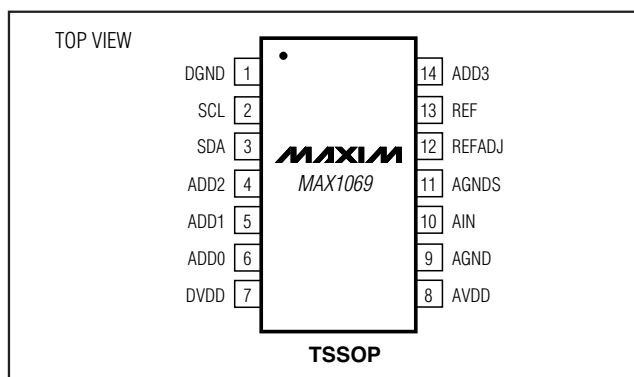 TOP VIEW
DGND 1
SCL 2
SDA 3
ADD2 4
ADD1 5
ADD0 6
DVDD 7
MAXIM
MAX1069
14 ADD3
13 REF
12 REFADJ
11 AGNDS
10 AIN
9 AGND
8 AVDD
TSSOP